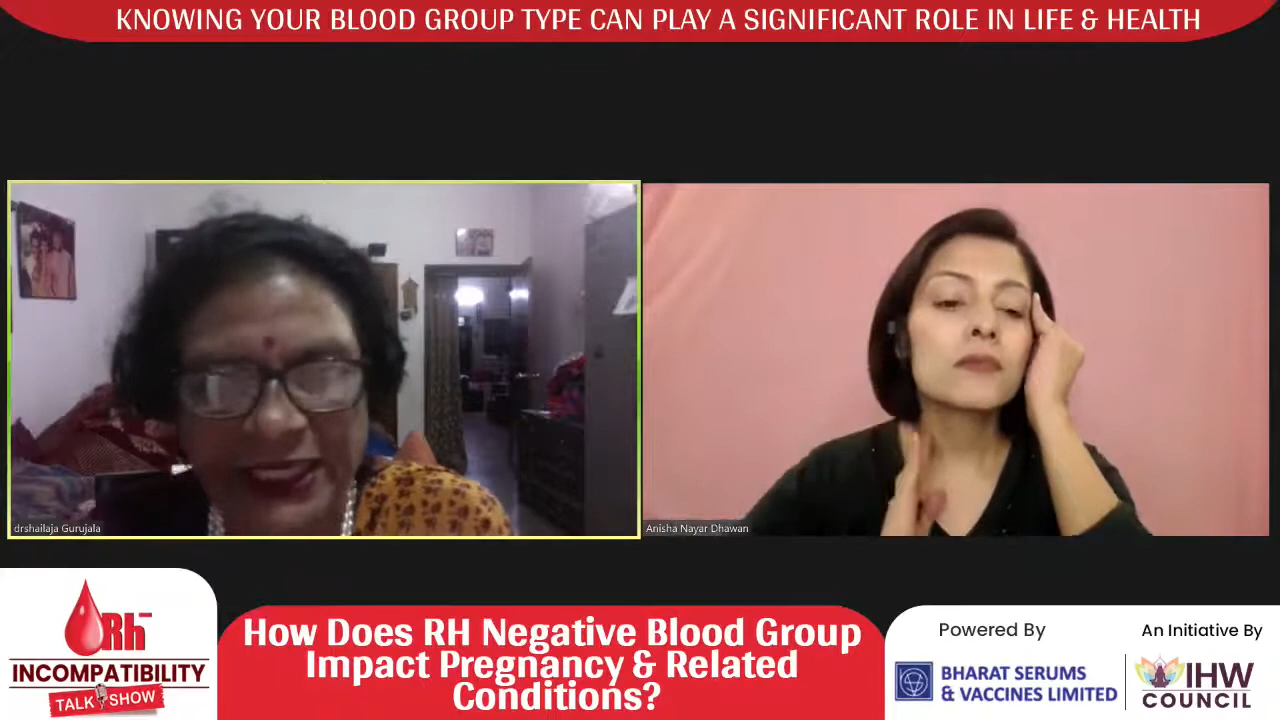 KNOWING YOUR BLOOD GROUP TYPE CAN PLAY A SIGNIFICANT ROLE IN LIFE & HEALTH
drshailaja Gurujala
Anisha Nayar Dhawan
Rh-
INCOMPATIBILITY
TALK SHOW
How Does RH Negative Blood Group
Impact Pregnancy & Related
Conditions?
Powered By
BHARAT SERUMS
& VACCINES LIMITED
An Initiative By
IHW
COUNCIL